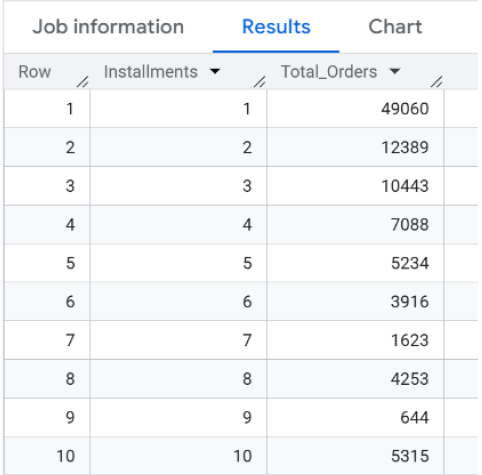 Job information Results Chart
Row Installments Total_Orders
1 1 49060
2 2 12389
3 3 10443
4 4 7088
5 5 5234
6 6 3916
7 7 1623
8 8 4253
9 9 644
10 10 5315